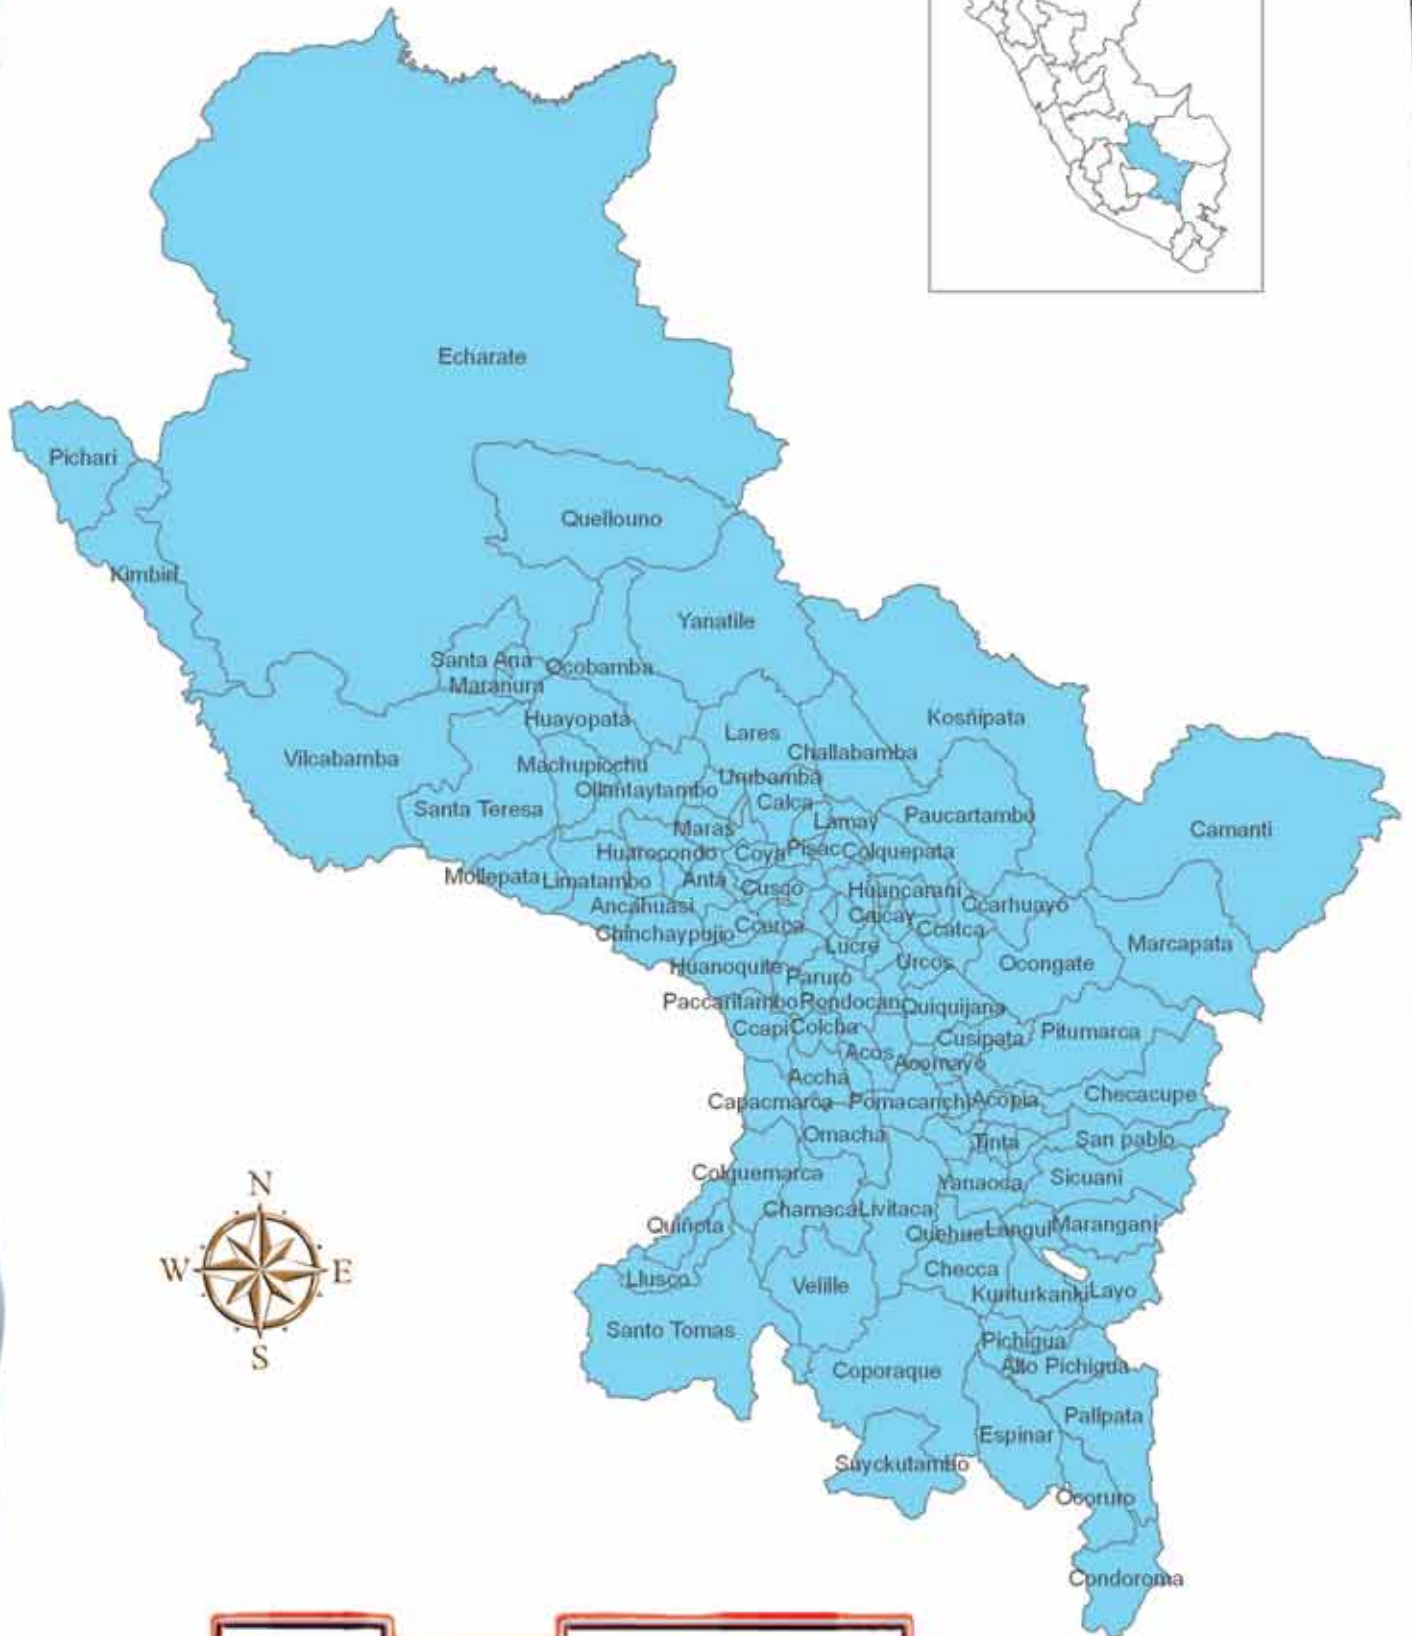 Echarate
Pichari
Quellouno
Kimbiri
Yanatile
Santa Ana
Ocobamba
Maranura
Huayopata
Kosñipata
Lares
Challabamba
Vilcabamba
Machupicchu
Urubamba
Ollantaytambo
Calca
Santa Teresa
Lamay
Paucartambo
Maras
Camanti
Huarocondo
Coya
Pisac
Colquepata
Mollepata
Limatambo
Anta
Cusco
Huancarani
Ancahuasi
Caicay
Ccarhuayo
Chinchaypujio
Ccorca
Ccatca
Lucre
Marcapata
Huanoquite
Paruro
Urcos
Ocongate
Paccaritambo
Rondocan
Quiquijana
Ccapi
Colcha
Cusipata
Pitumarca
Acos
Acomayo
Accha
Capacmarca
Pomacanchi
Acopia
Checacupe
Omacha
Tinta
San pablo
Colquemarca
Yanaoca
Sicuani
Chamaca
Livitaca
Quiñota
Quehue
Langui
Marangani
Llusco
Velille
Checca
Kunturkanki
Layo
Santo Tomas
Pichigua
Coporaque
Alto Pichigua
Pallpata
Espinar
Suyckutambo
Ocoruro
Condoroma
N
W
E
S